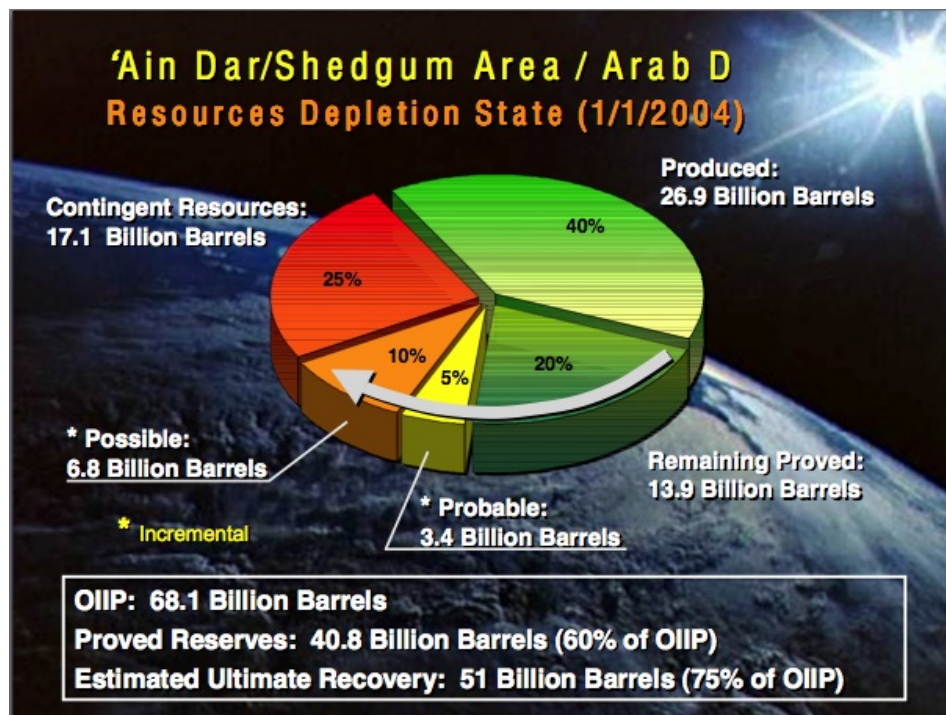 ‘Ain Dar/Shedgum Area / Arab D
Resources Depletion State (1/1/2004)
Produced:
26.9 Billion Barrels
Contingent Resources:
17.1 Billion Barrels
40%
25%
10%
5%
20%
* Possible:
6.8 Billion Barrels
Remaining Proved:
13.9 Billion Barrels
* Probable:
3.4 Billion Barrels
* Incremental
OIIP: 68.1 Billion Barrels
Proved Reserves: 40.8 Billion Barrels (60% of OIIP)
Estimated Ultimate Recovery: 51 Billion Barrels (75% of OIIP)